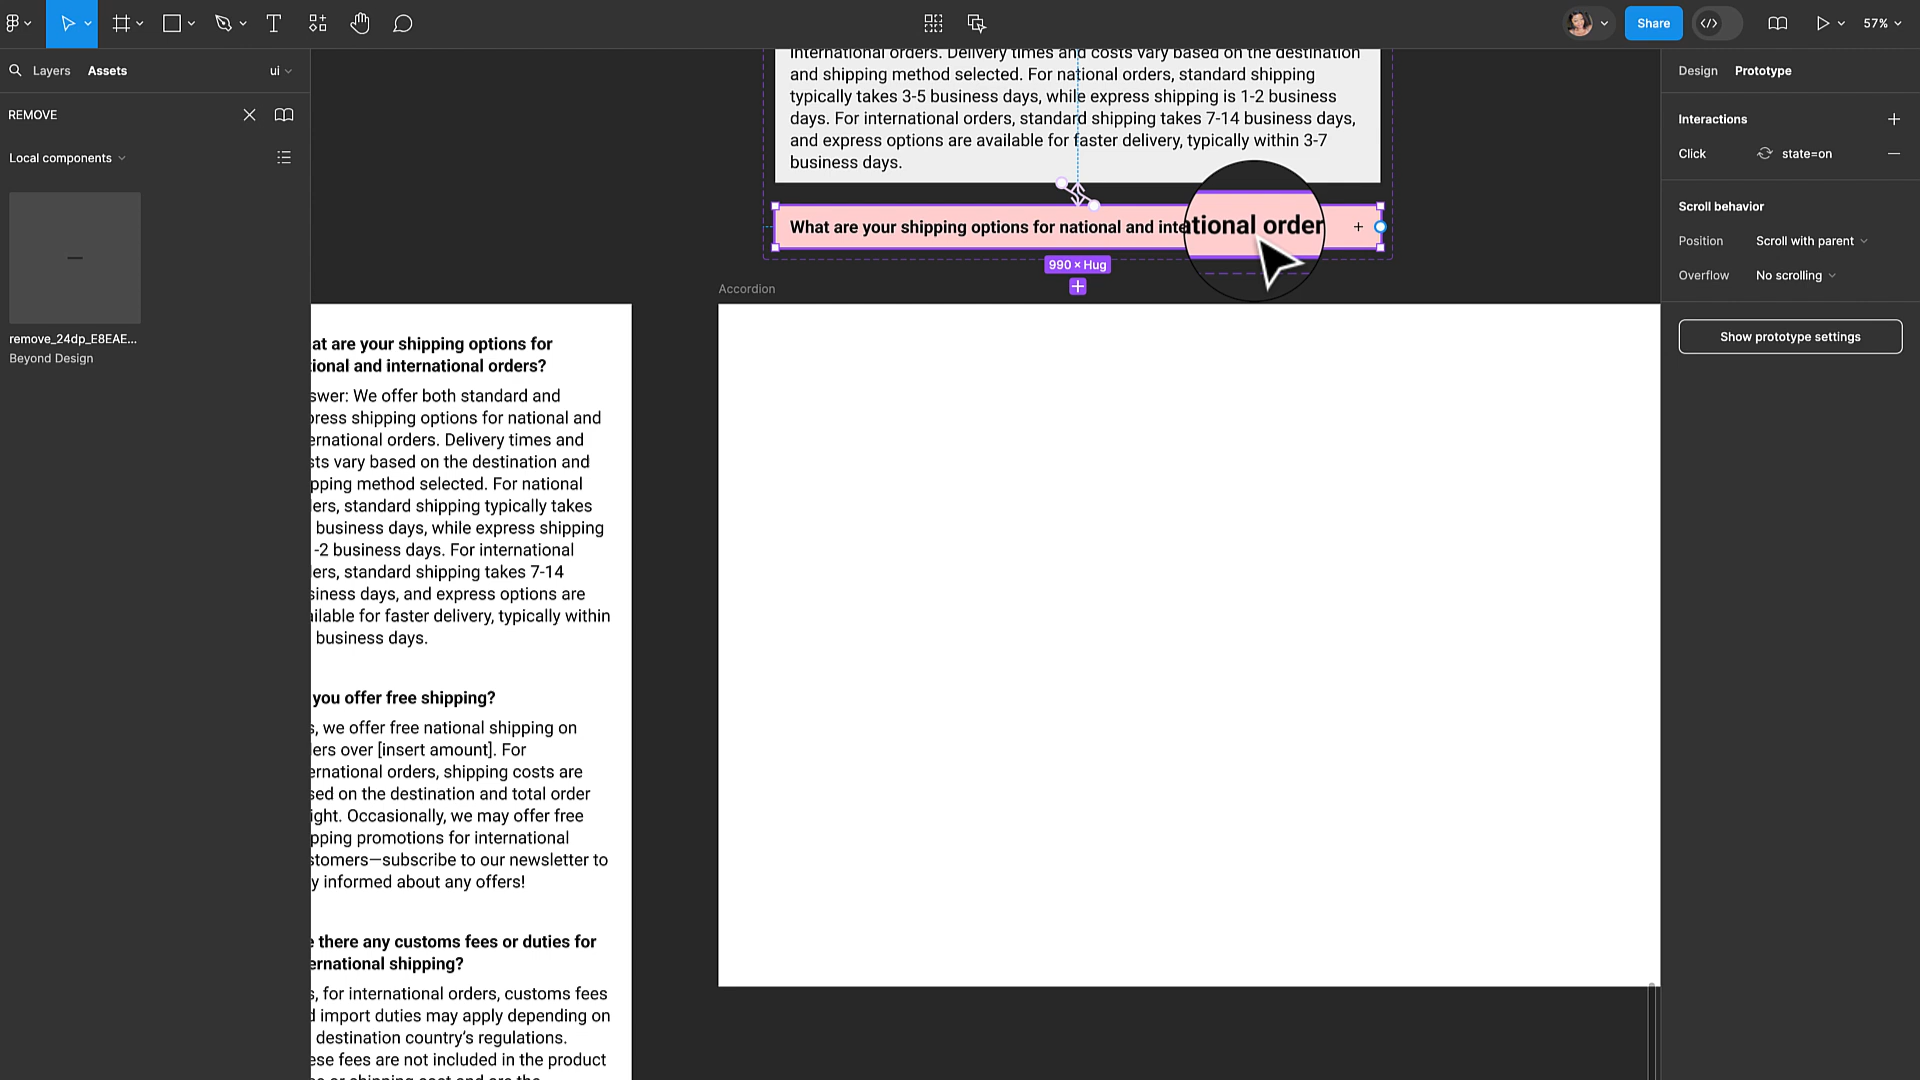 Share
57%
Layers
Assets
ui
REMOVE
Local components
remove_24dp_E8EAE...
Beyond Design
international orders. Delivery times and costs vary based on the destination
and shipping method selected. For national orders, standard shipping
typically takes 3-5 business days, while express shipping is 1-2 business
days. For international orders, standard shipping takes 7-14 business days,
and express options are available for faster delivery, typically within 3-7
business days.
What are your shipping options for national and inte
ational order
990 × Hug
Accordion
at are your shipping options for
ional and international orders?
swer: We offer both standard and
press shipping options for national and
ernational orders. Delivery times and
sts vary based on the destination and
pping method selected. For national
ers, standard shipping typically takes
business days, while express shipping
-2 business days. For international
ers, standard shipping takes 7-14
siness days, and express options are
ailable for faster delivery, typically within
business days.
you offer free shipping?
s, we offer free national shipping on
ers over [insert amount]. For
ernational orders, shipping costs are
sed on the destination and total order
ight. Occasionally, we may offer free
pping promotions for international
stomers—subscribe to our newsletter to
y informed about any offers!
e there any customs fees or duties for
ernational shipping?
s, for international orders, customs fees
d import duties may apply depending on
destination country's regulations.
ese fees are not included in the product
Design
Prototype
Interactions
Click
state=on
Scroll behavior
Position
Scroll with parent
Overflow
No scrolling
Show prototype settings